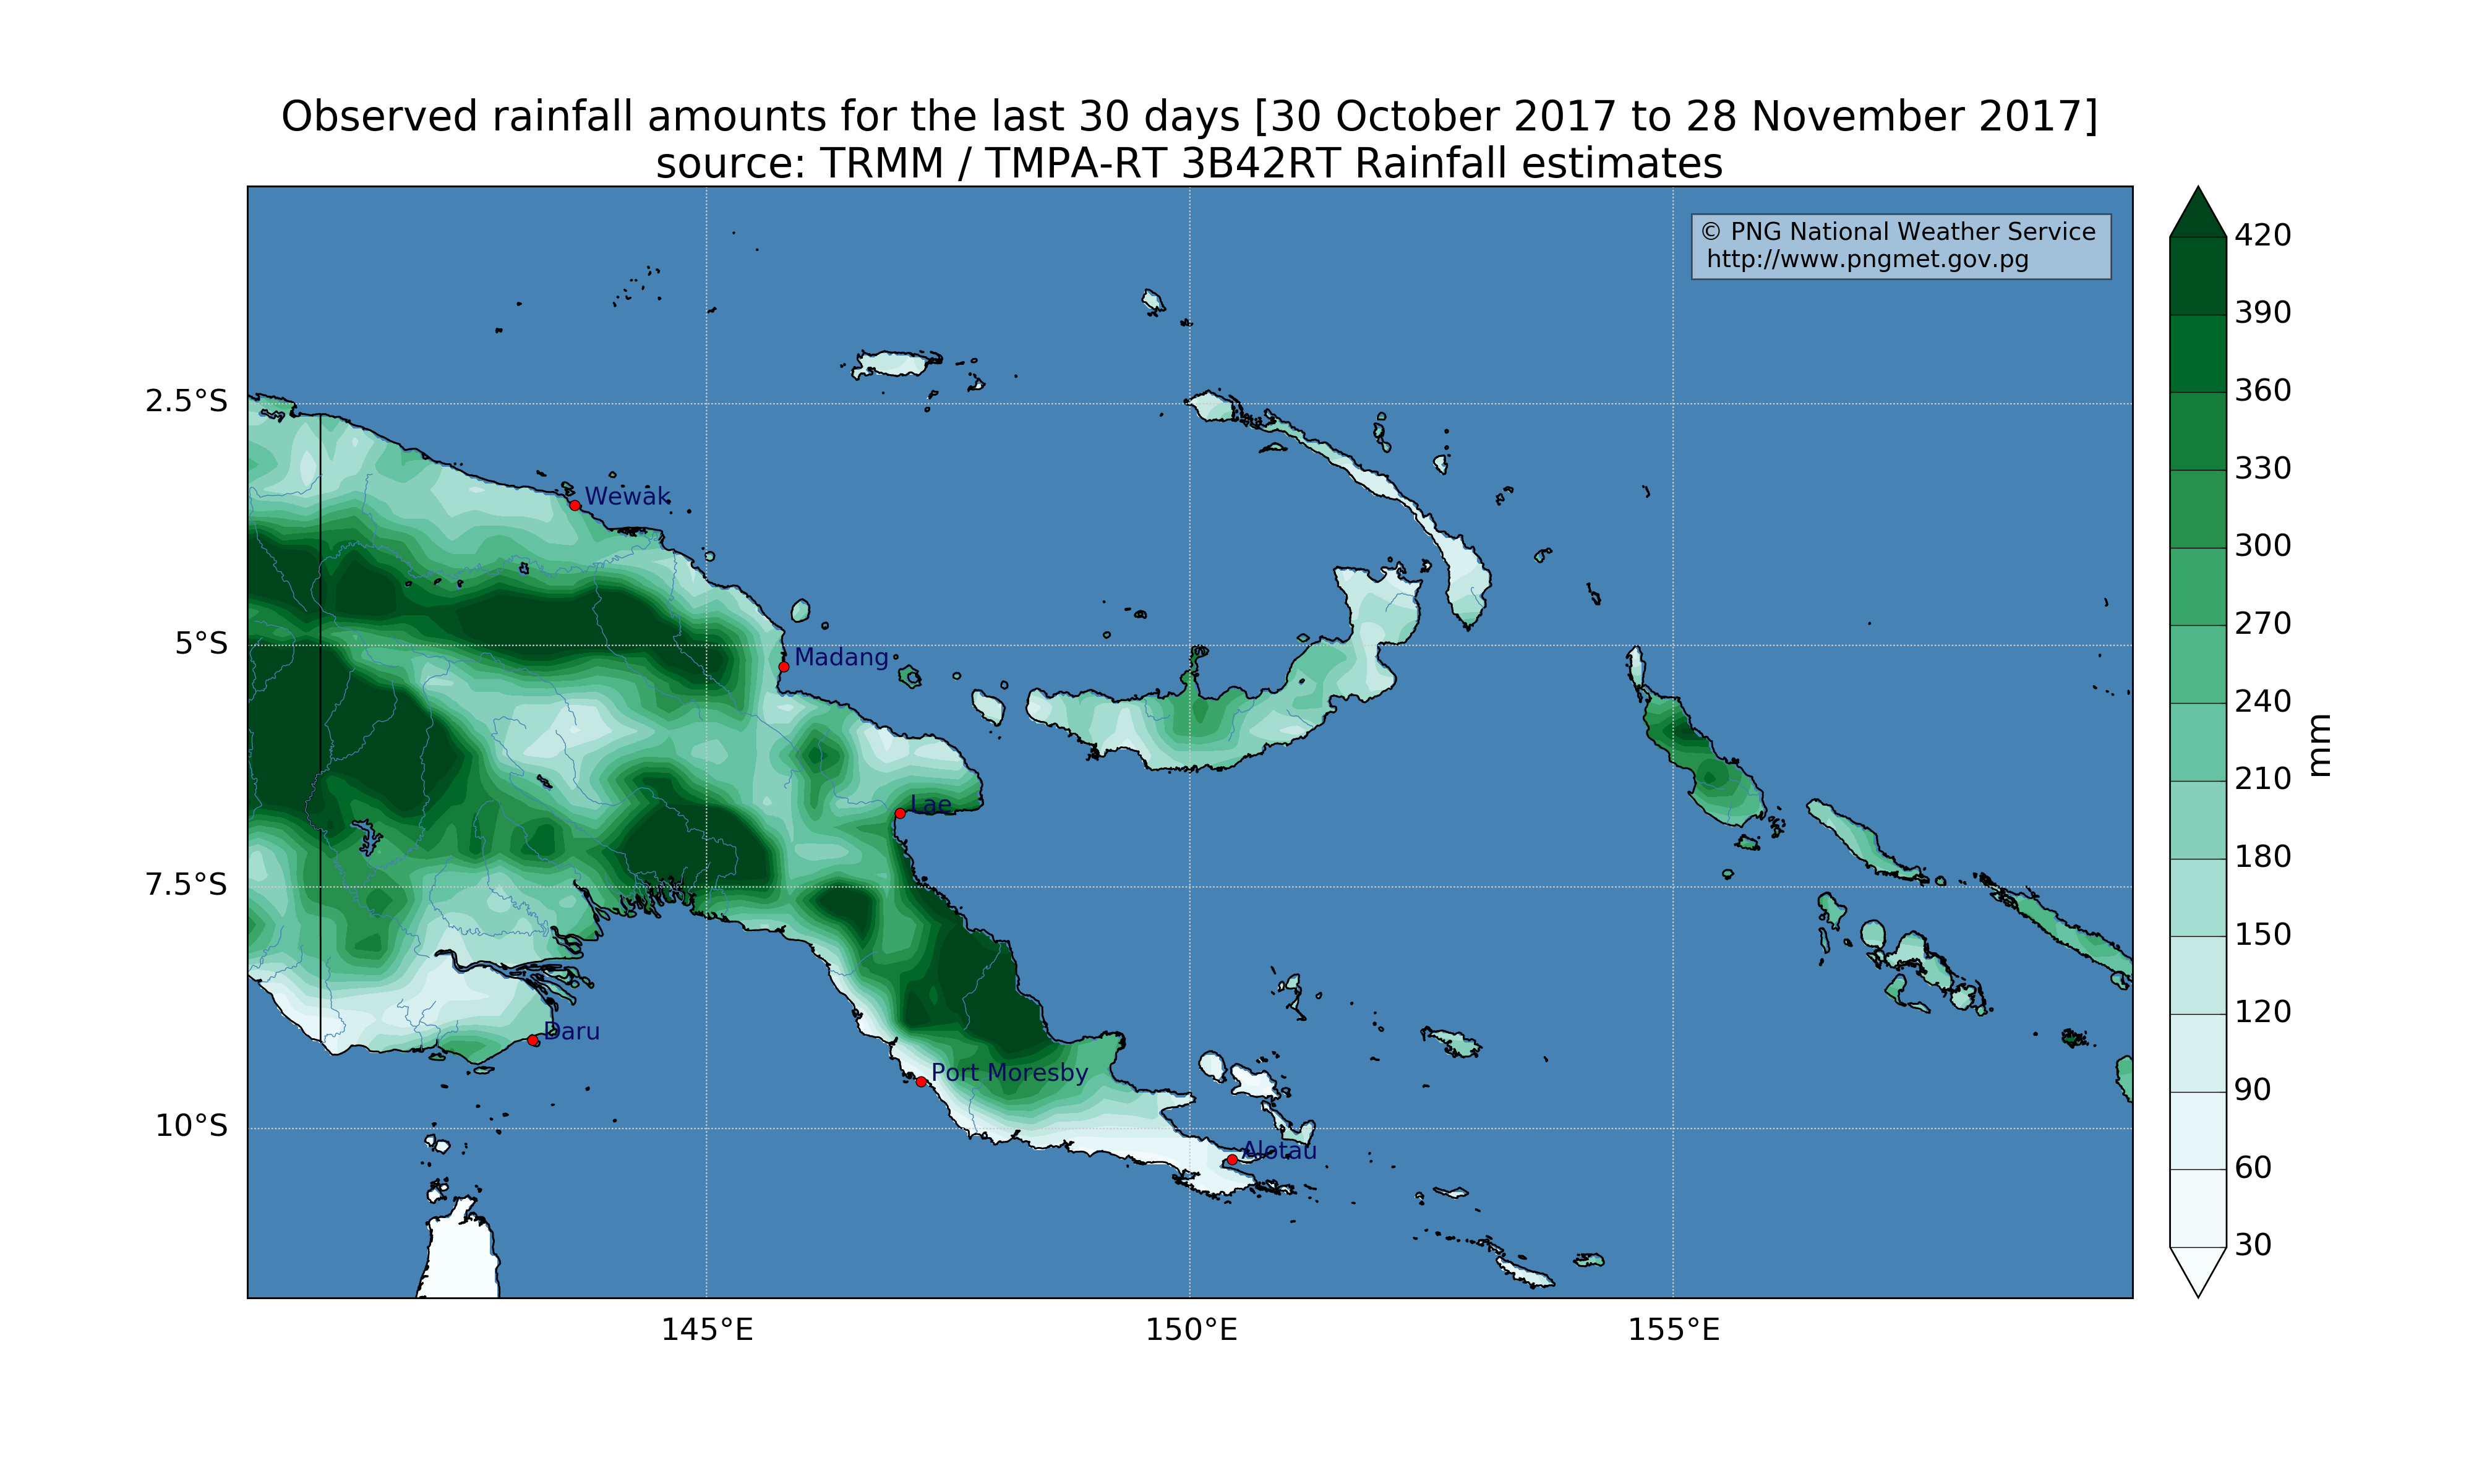 Observed rainfall amounts for the last 30 days [30 October 2017 to 28 November 2017]
source: TRMM / TMPA-RT 3B42RT Rainfall estimates
© PNG National Weather Service
http://www.pngmet.gov.pg
2.5°S
5°S
7.5°S
10°S
145°E
150°E
155°E
Wewak
Madang
Lae
Daru
Port Moresby
Alotau
420
390
360
330
300
270
240
210
180
150
120
90
60
30
mm